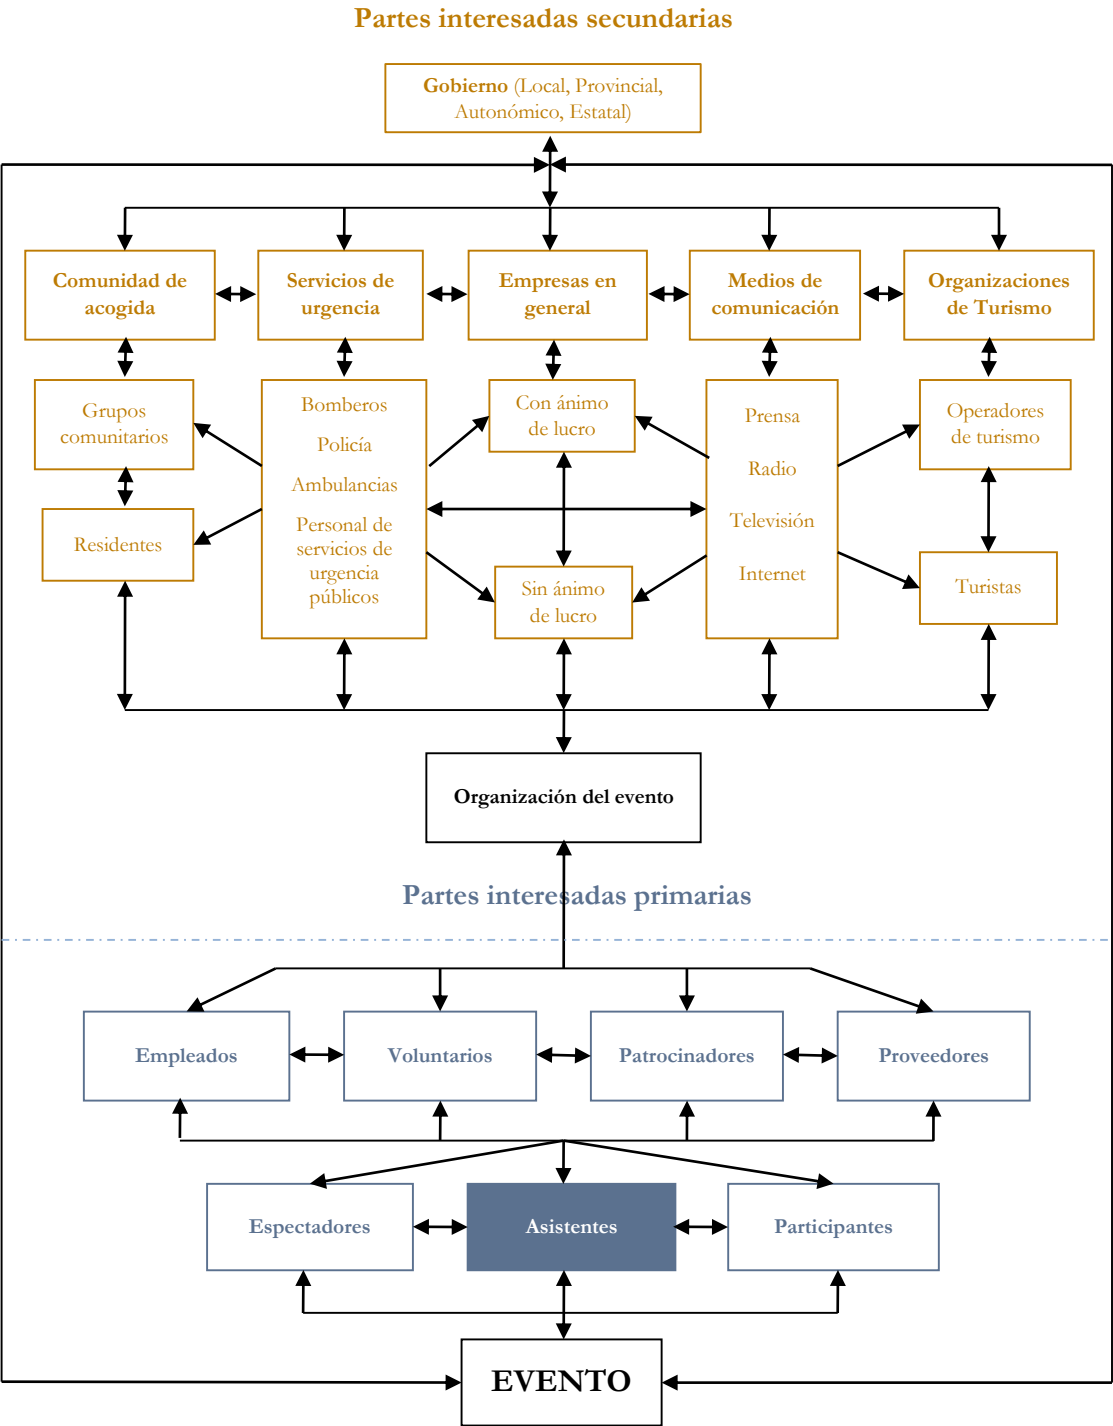 Partes interesadas secundarias
Gobierno (Local, Provincial,
Autonómico, Estatal)
Comunidad de
acogida
Servicios de
urgencia
Empresas en
general
Medios de
comunicación
Organizaciones
de Turismo
Grupos
comunitarios
Residentes
Bomberos
Policía
Ambulancias
Personal de
servicios de
urgencia
públicos
Con ánimo
de lucro
Sin ánimo
de lucro
Prensa
Radio
Televisión
Internet
Operadores
de turismo
Turistas
Organización del evento
Partes interesadas primarias
Empleados
Voluntarios
Patrocinadores
Proveedores
Espectadores
Asistentes
Participantes
EVENTO